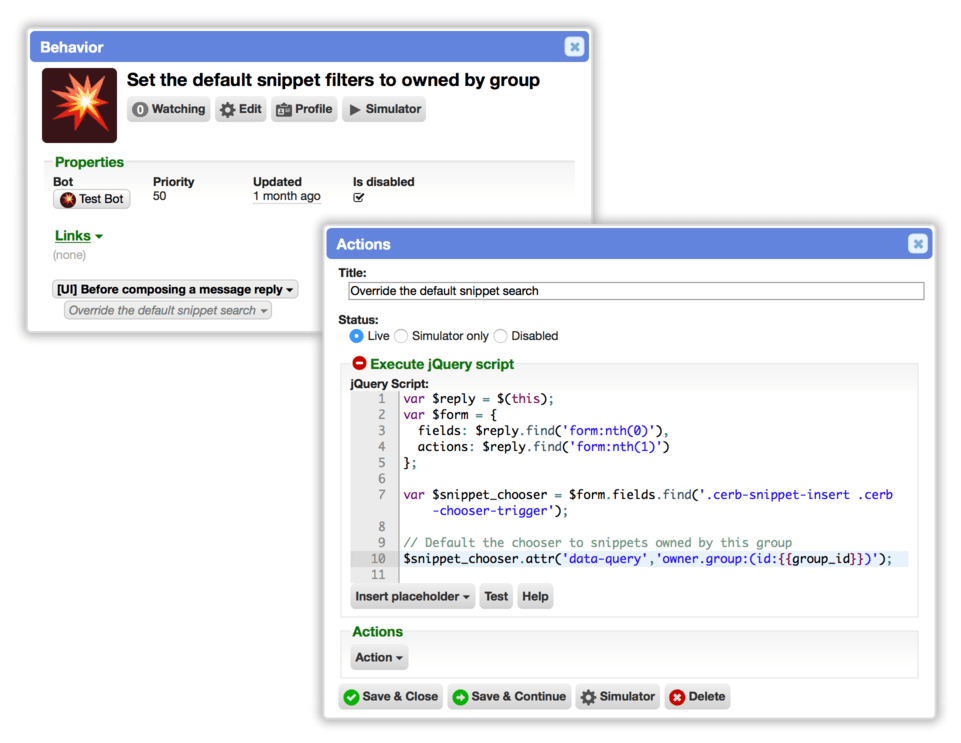 Behavior
Set the default snippet filters to owned by group
0 Watching Edit Profile Simulator
Properties
Bot Priority Updated Is disabled
Test Bot 50 1 month ago
Links
(none)
[UI] Before composing a message reply
Override the default snippet search
Actions
Title:
Override the default snippet search
Status:
Live Simulator only Disabled
Execute jQuery script
jQuery Script:
1 var $reply = $(this);
2 var $form = {
3 fields: $reply.find('form:nth(0)'),
4 actions: $reply.find('form:nth(1)')
5 };
6
7 var $snippet_chooser = $form.fields.find('.cerb-snippet-insert .cerb
-chooser-trigger');
8
9 // Default the chooser to snippets owned by this group
10 $snippet_chooser.attr('data-query','owner.group:(id:{{group_id}})');
11
Insert placeholder Test Help
Actions
Action
Save & Close Save & Continue Simulator Delete